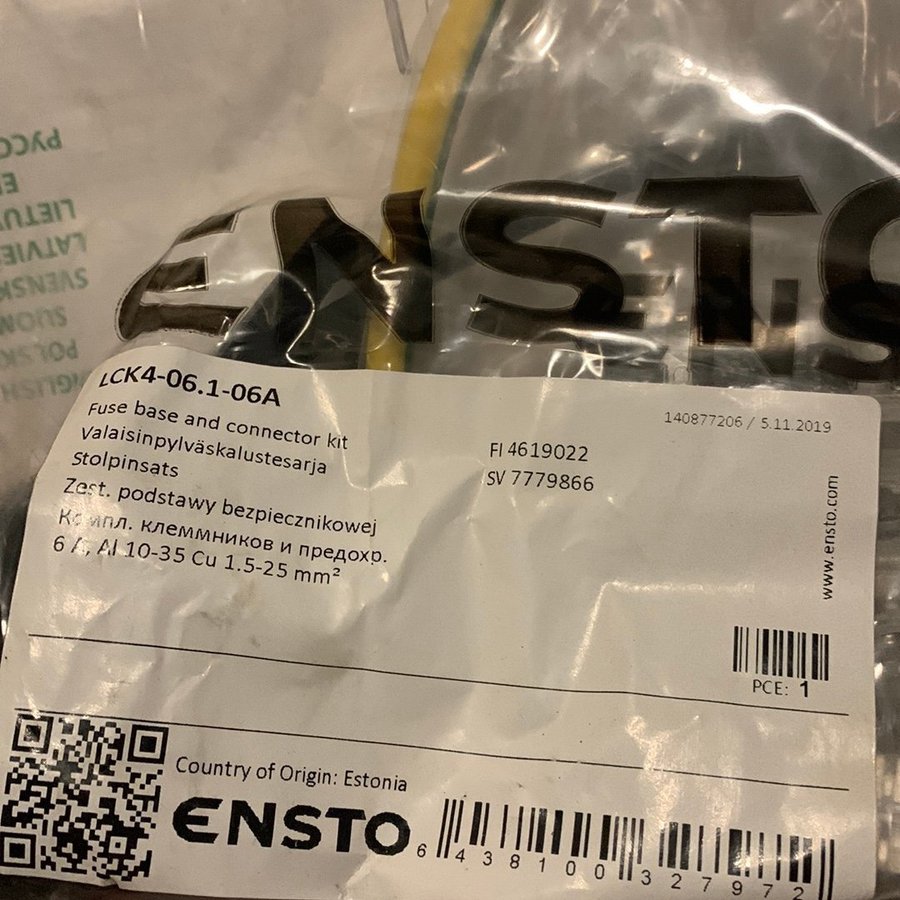 ENSTO
РУСС
LIETU
LATVIE
SVENSK
SUOM
POLSK
NGLISH
LCK4-06.1-06A
Fuse base and connector kit
Valaisinpylväskalustesarja
Stolpinsats
Zest. podstawy bezpiecznikowej
Компл. клеммников и предохр.
6 A, Al 10-35 Cu 1.5-25 mm²
140877206 / 5.11.2019
FI 4619022
SV 7779866
www.ensto.com
PCE: 1
Country of Origin: Estonia
ENSTO
6 438100 327972